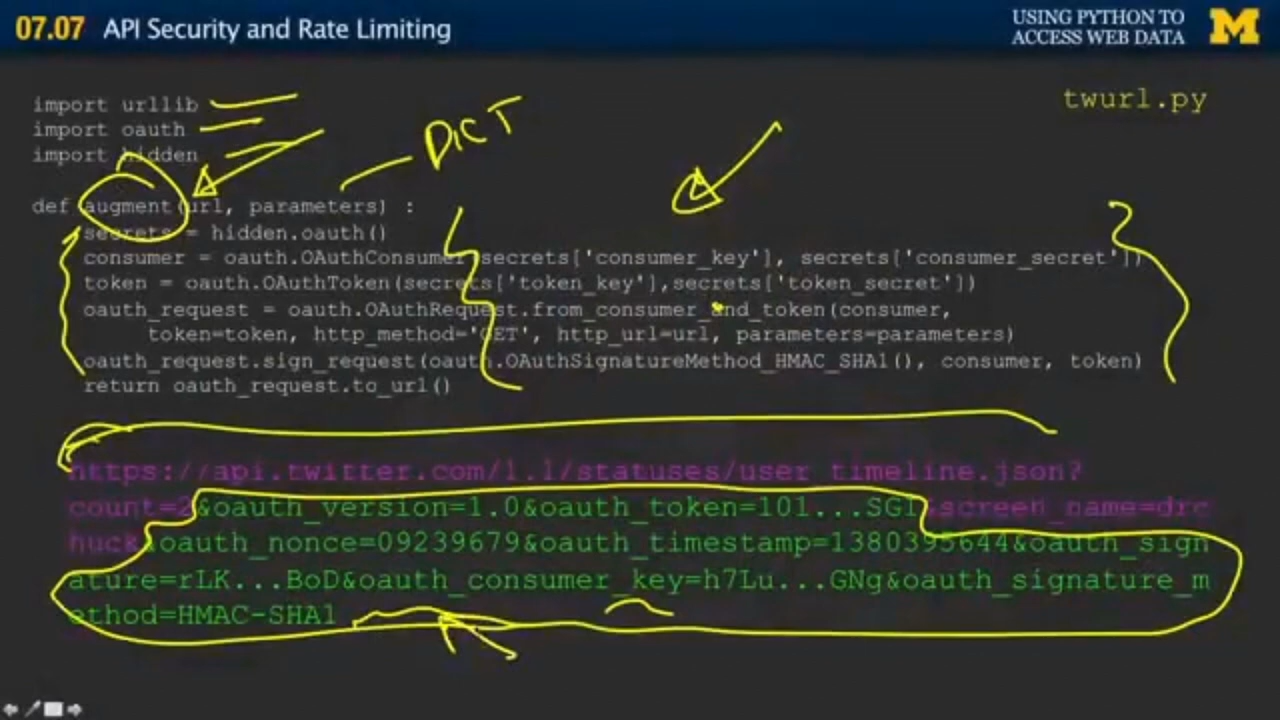 07.07 API Security and Rate Limiting
USING PYTHON TO
ACCESS WEB DATA
M
twurl.py
import urllib
import oauth
import hidden
DICT
def augment(url, parameters) :
secrets = hidden.oauth()
consumer = oauth.OAuthConsumer(secrets['consumer_key'], secrets['consumer_secret'])
token = oauth.OAuthToken(secrets['token_key'],secrets['token_secret'])
oauth_request = oauth.OAuthRequest.from_consumer_and_token(consumer,
token=token, http_method='GET', http_url=url, parameters=parameters)
oauth_request.sign_request(oauth.OAuthSignatureMethod_HMAC_SHA1(), consumer, token)
return oauth_request.to_url()
https://api.twitter.com/1.1/statuses/user_timeline.json?
count=2&oauth_version=1.0&oauth_token=101...SGI&screen_name=drc
huck&oauth_nonce=09239679&oauth_timestamp=1380395644&oauth_sign
ature=rLK...BoD&oauth_consumer_key=h7Lu...GNg&oauth_signature_m
ethod=HMAC-SHA1